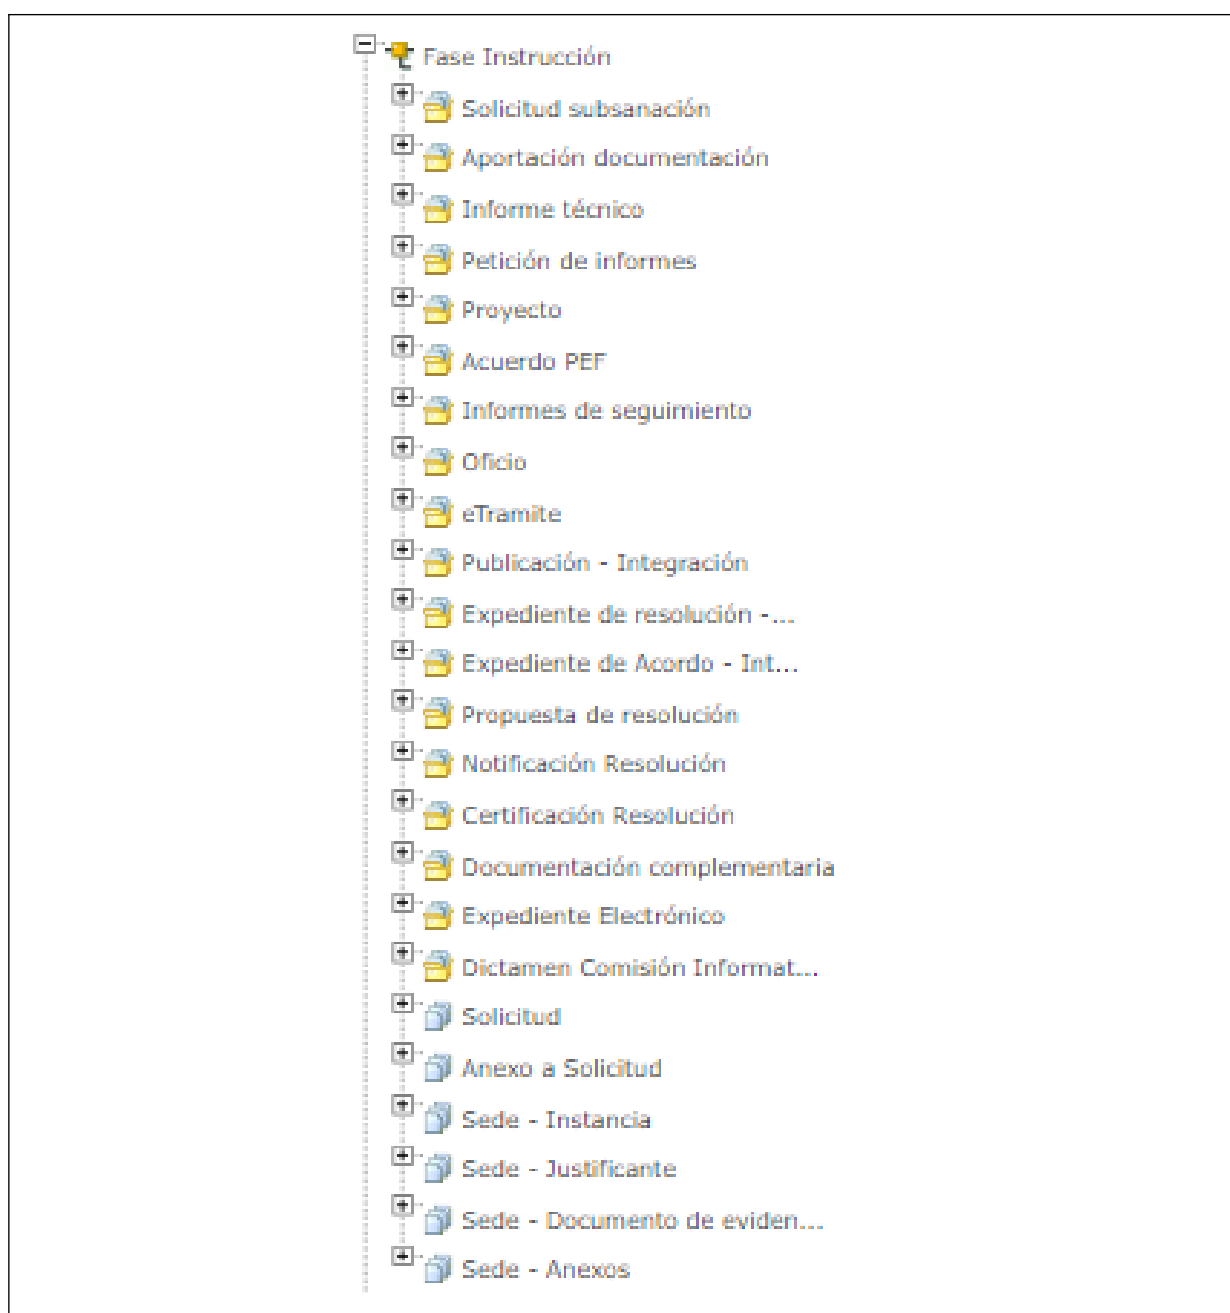 Fase Instrucción
Solicitud subsanación
Aportación documentación
Informe técnico
Petición de informes
Proyecto
Acuerdo PEF
Informes de seguimiento
Oficio
eTramite
Publicación - Integración
Expediente de resolución -...
Expediente de Acordo - Int...
Propuesta de resolución
Notificación Resolución
Certificación Resolución
Documentación complementaria
Expediente Electrónico
Dictamen Comisión Informat...
Solicitud
Anexo a Solicitud
Sede - Instancia
Sede - Justificante
Sede - Documento de eviden...
Sede - Anexos